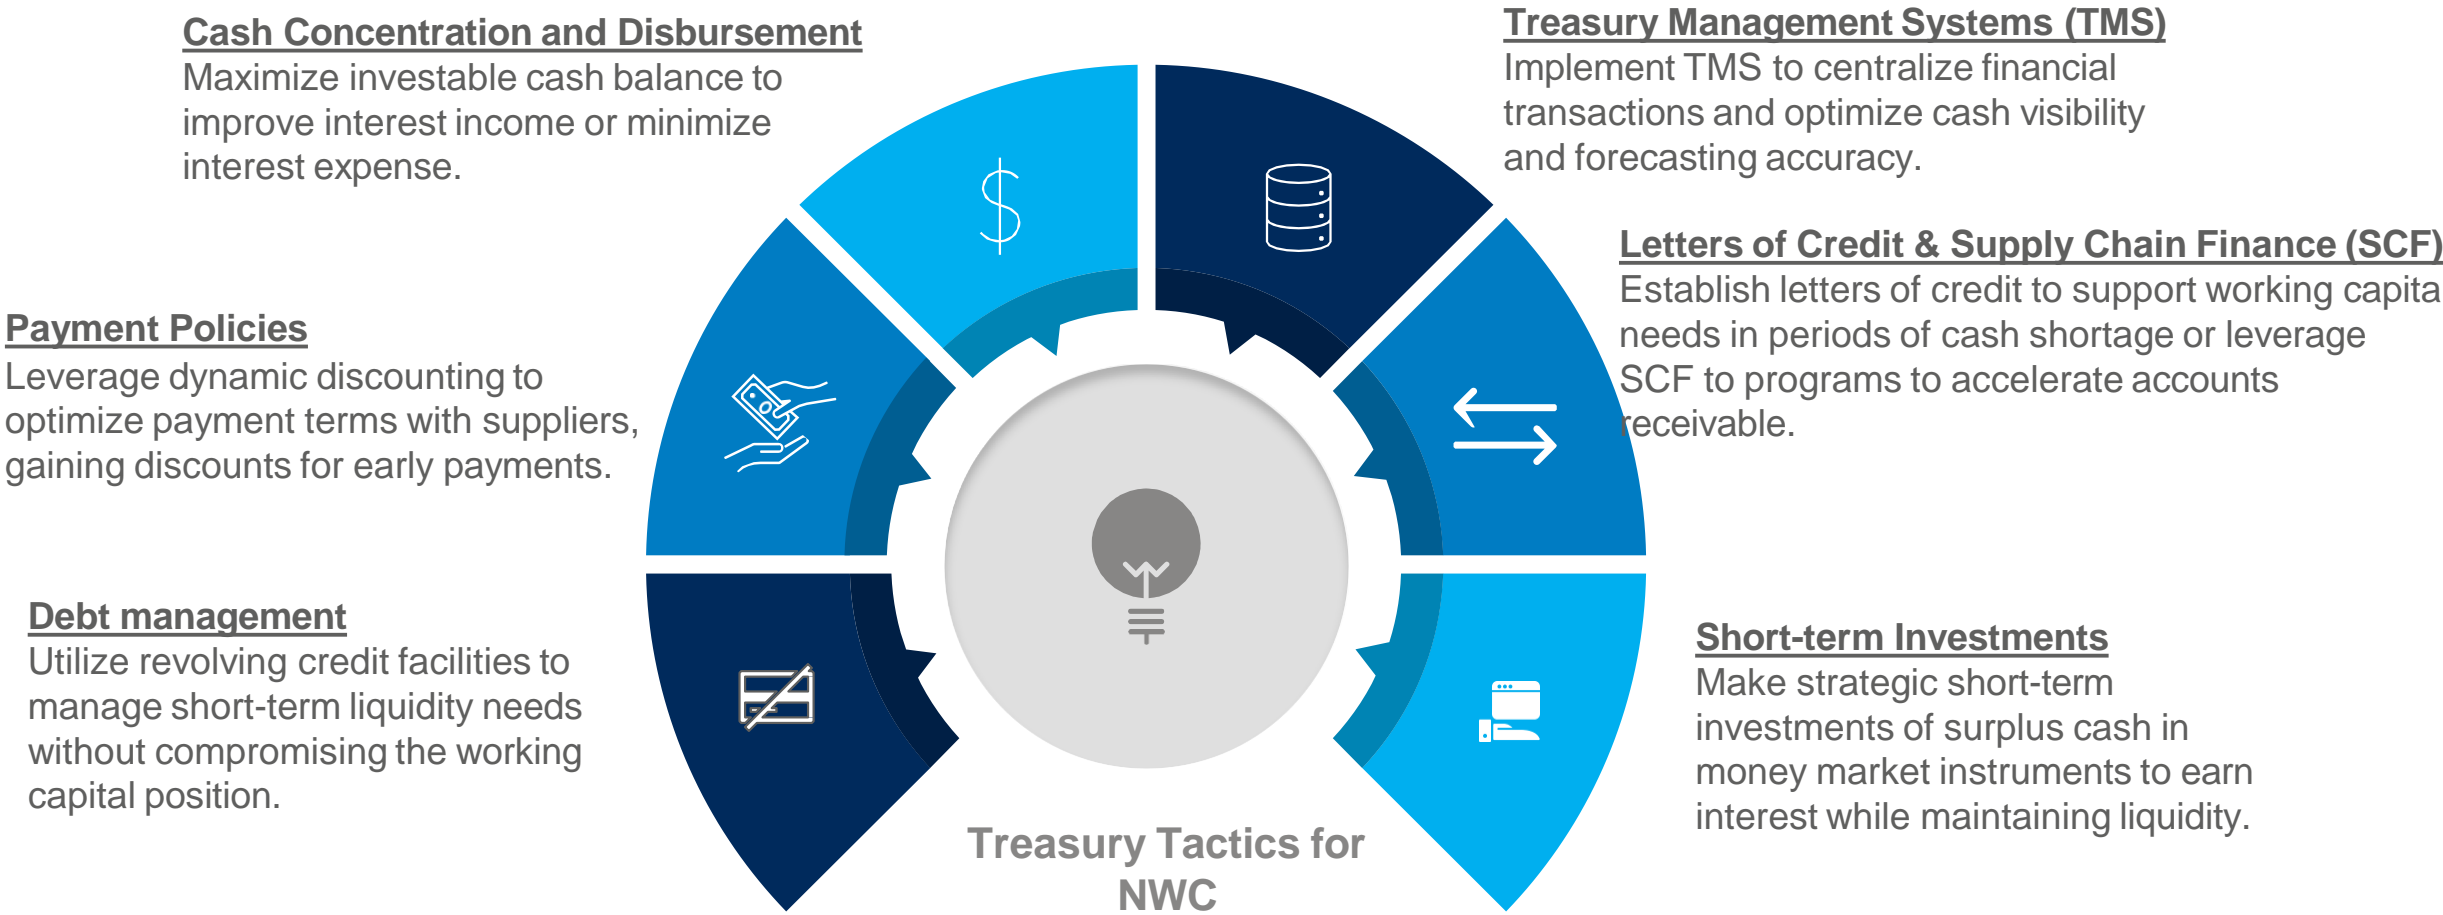 Cash Concentration and Disbursement
Maximize investable cash balance to
improve interest income or minimize
interest expense.
Treasury Management Systems (TMS)
Implement TMS to centralize financial
transactions and optimize cash visibility
and forecasting accuracy.
Letters of Credit & Supply Chain Finance (SCF)
Establish letters of credit to support working capita
needs in periods of cash shortage or leverage
SCF to programs to accelerate accounts
receivable.
Payment Policies
Leverage dynamic discounting to
optimize payment terms with suppliers,
gaining discounts for early payments.
Debt management
Utilize revolving credit facilities to
manage short-term liquidity needs
without compromising the working
capital position.
Short-term Investments
Make strategic short-term
investments of surplus cash in
money market instruments to earn
interest while maintaining liquidity.
Treasury Tactics for
NWC